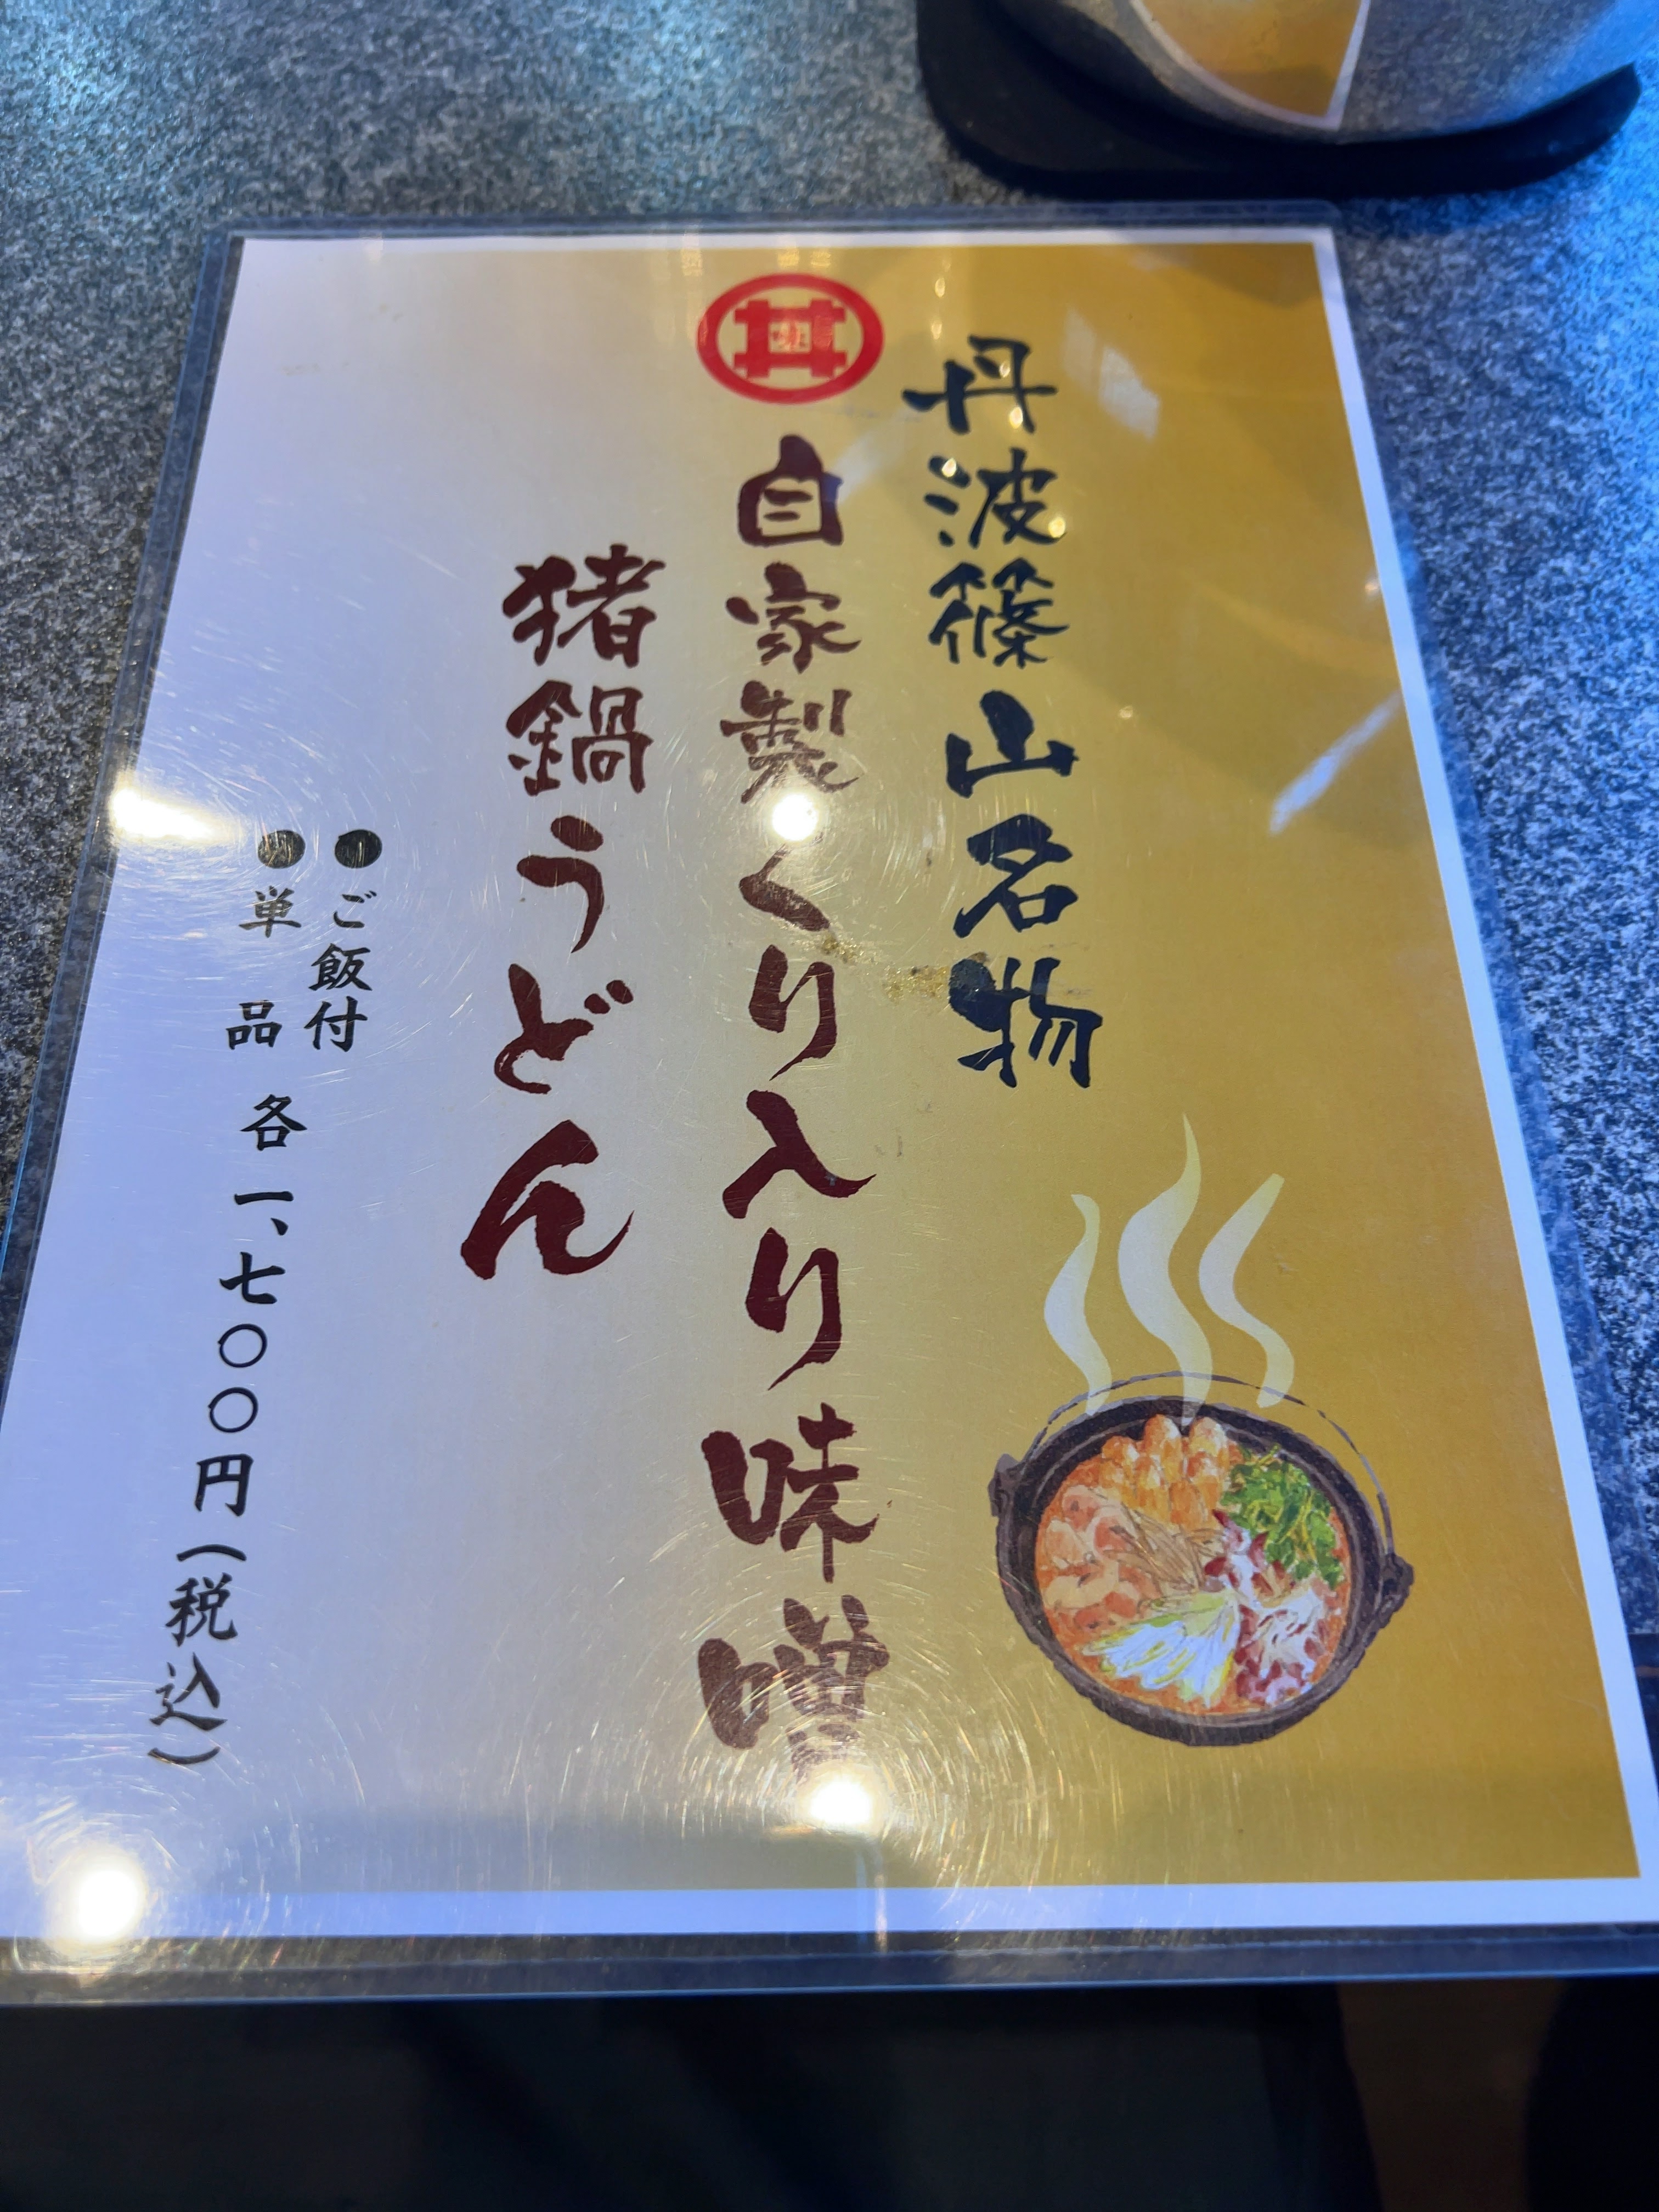 丹波篠山名物
味
自家製くり入り味噌
猪鍋うどん
●ご飯付
●単品 各一、七〇〇円(税込)